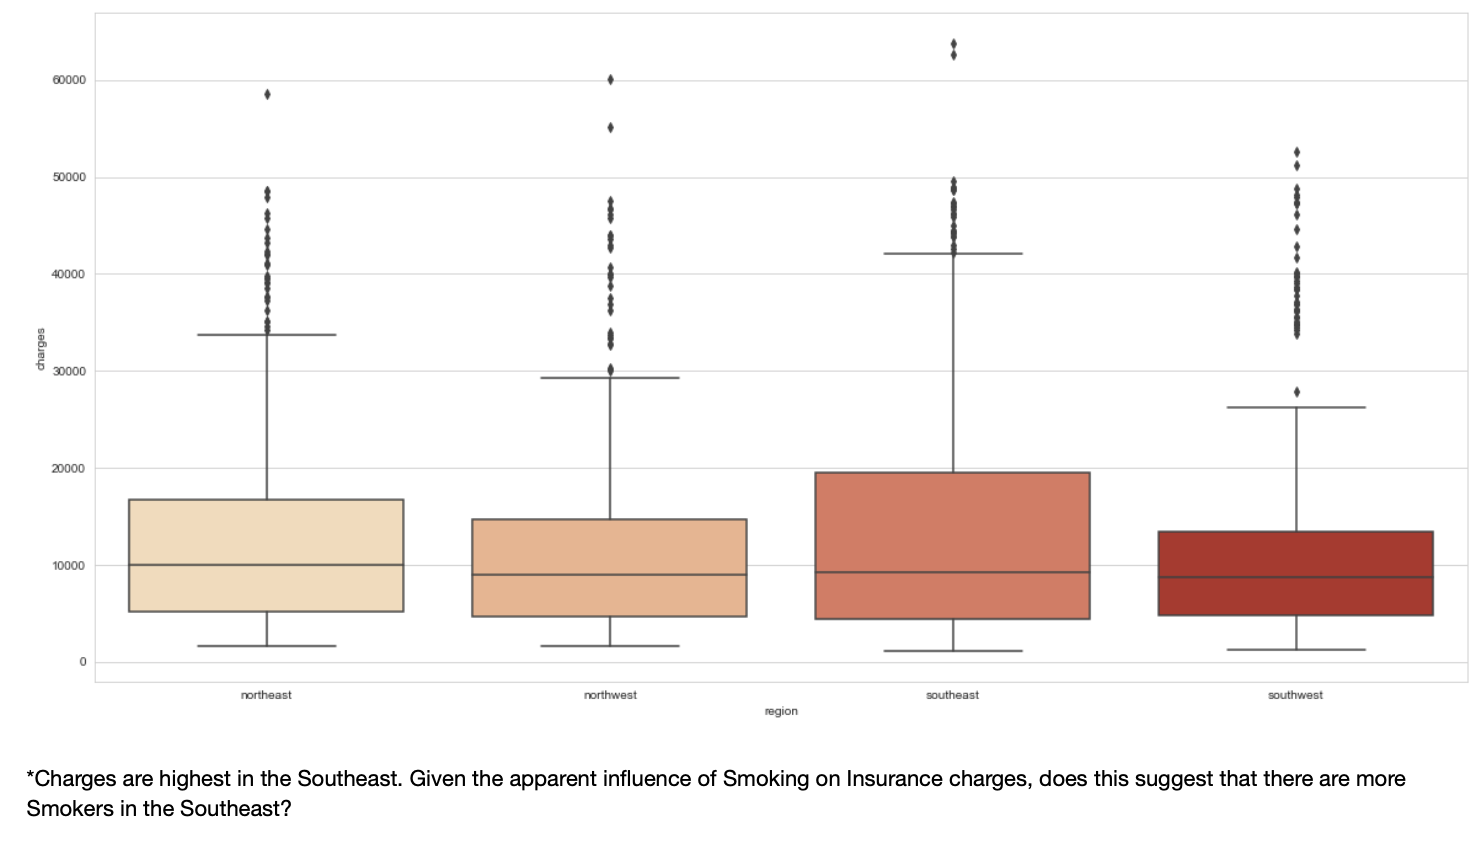 60000
50000
40000
30000
20000
10000
0
charges
northeast
northwest
southeast
southwest
region
*Charges are highest in the Southeast. Given the apparent influence of Smoking on Insurance charges, does this suggest that there are more
Smokers in the Southeast?